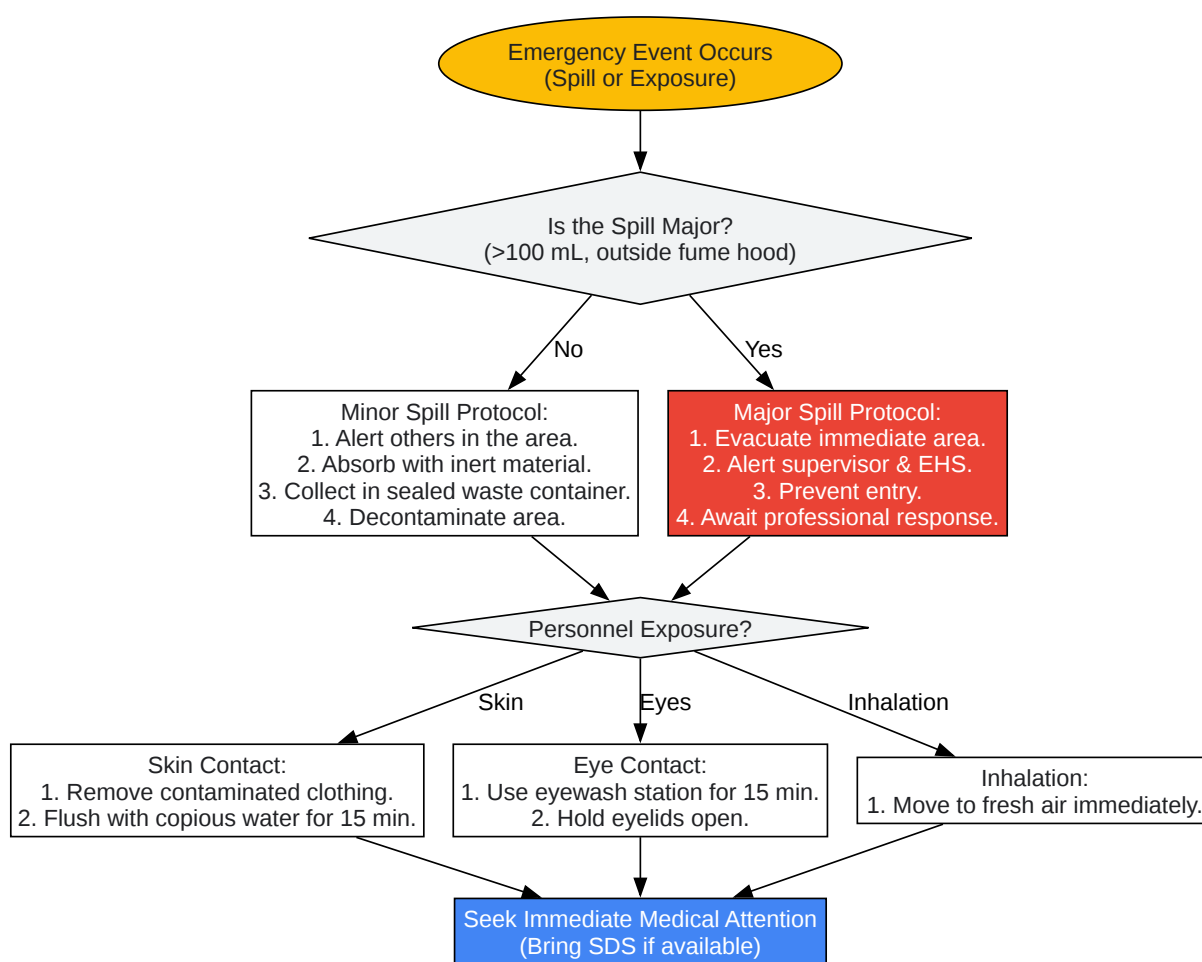 Emergency Event Occurs
(Spill or Exposure)
Is the Spill Major?
(>100 mL, outside fume hood)
No
Yes
Minor Spill Protocol:
1. Alert others in the area.
2. Absorb with inert material.
3. Collect in sealed waste container.
4. Decontaminate area.
Major Spill Protocol:
1. Evacuate immediate area.
2. Alert supervisor & EHS.
3. Prevent entry.
4. Await professional response.
Personnel Exposure?
Skin
Eyes
Inhalation
Skin Contact:
1. Remove contaminated clothing.
2. Flush with copious water for 15 min.
Eye Contact:
1. Use eyewash station for 15 min.
2. Hold eyelids open.
Inhalation:
1. Move to fresh air immediately.
Seek Immediate Medical Attention
(Bring SDS if available)